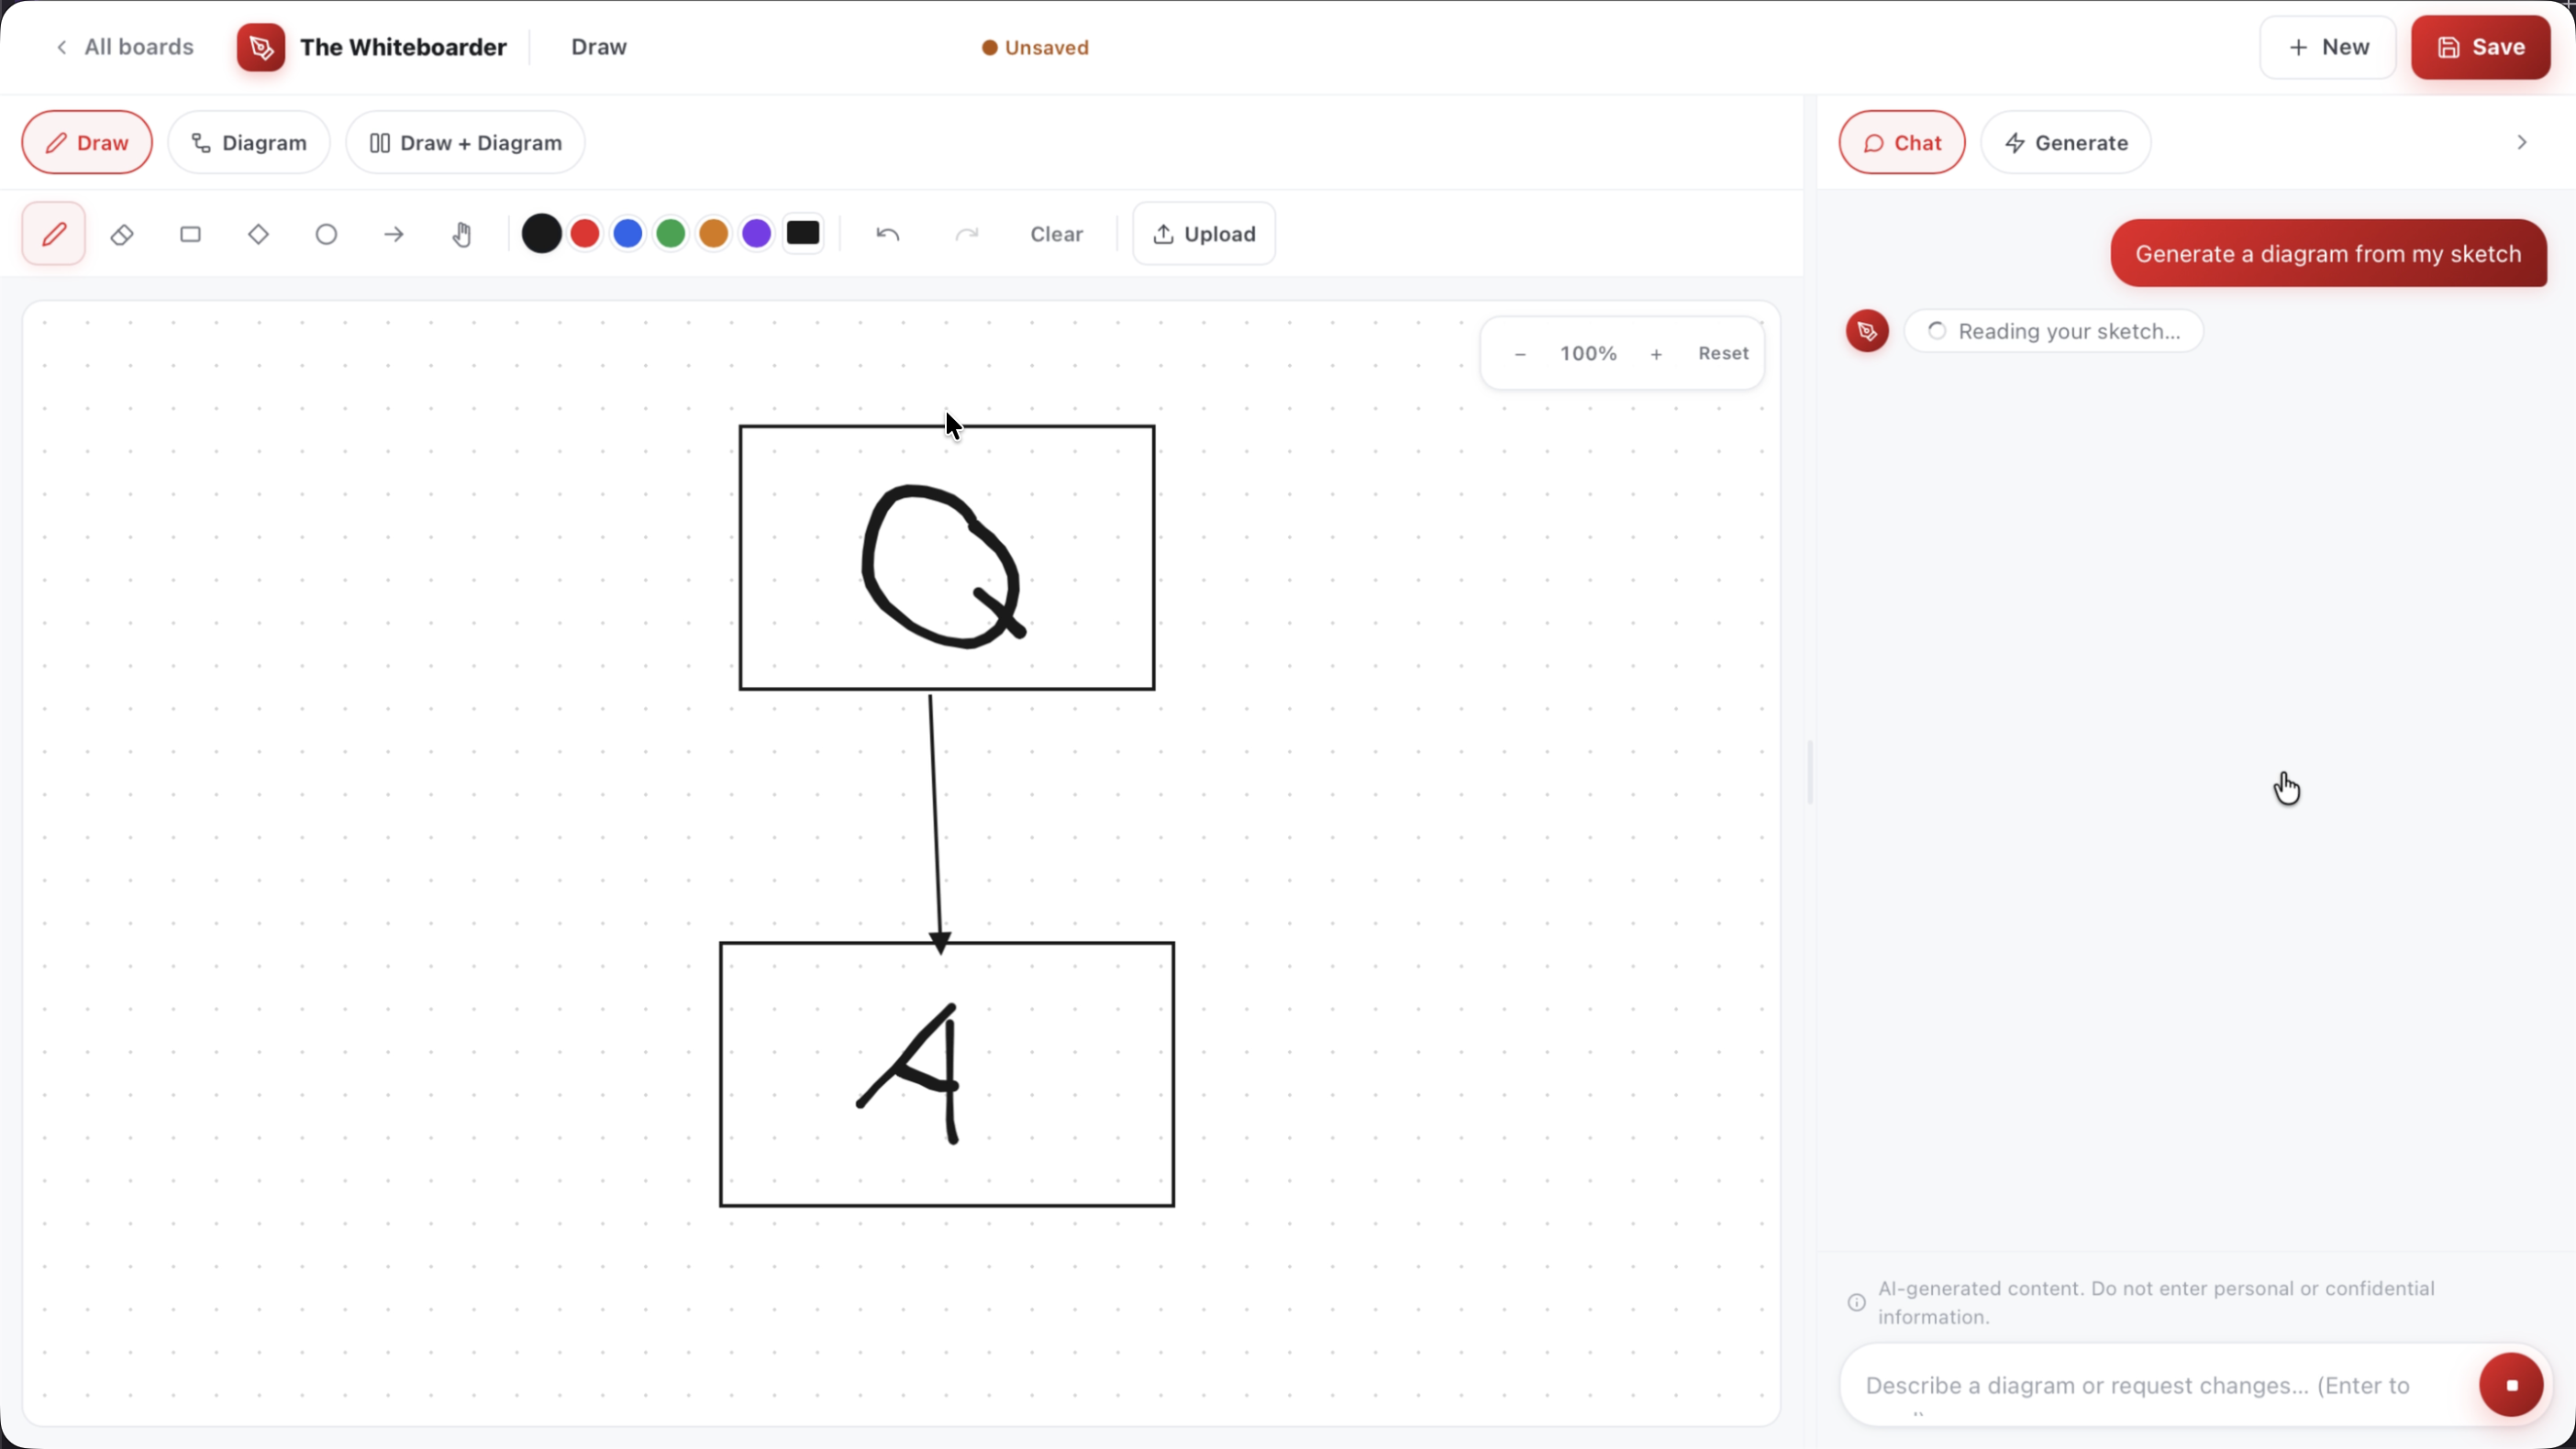 All boards
The Whiteboarder
Draw
Unsaved
New
Save
Draw
Diagram
Draw + Diagram
Chat
Generate
Clear
Upload
Generate a diagram from my sketch
Reading your sketch...
− 100% + Reset
Q
A
AI-generated content. Do not enter personal or confidential
information.
Describe a diagram or request changes... (Enter to